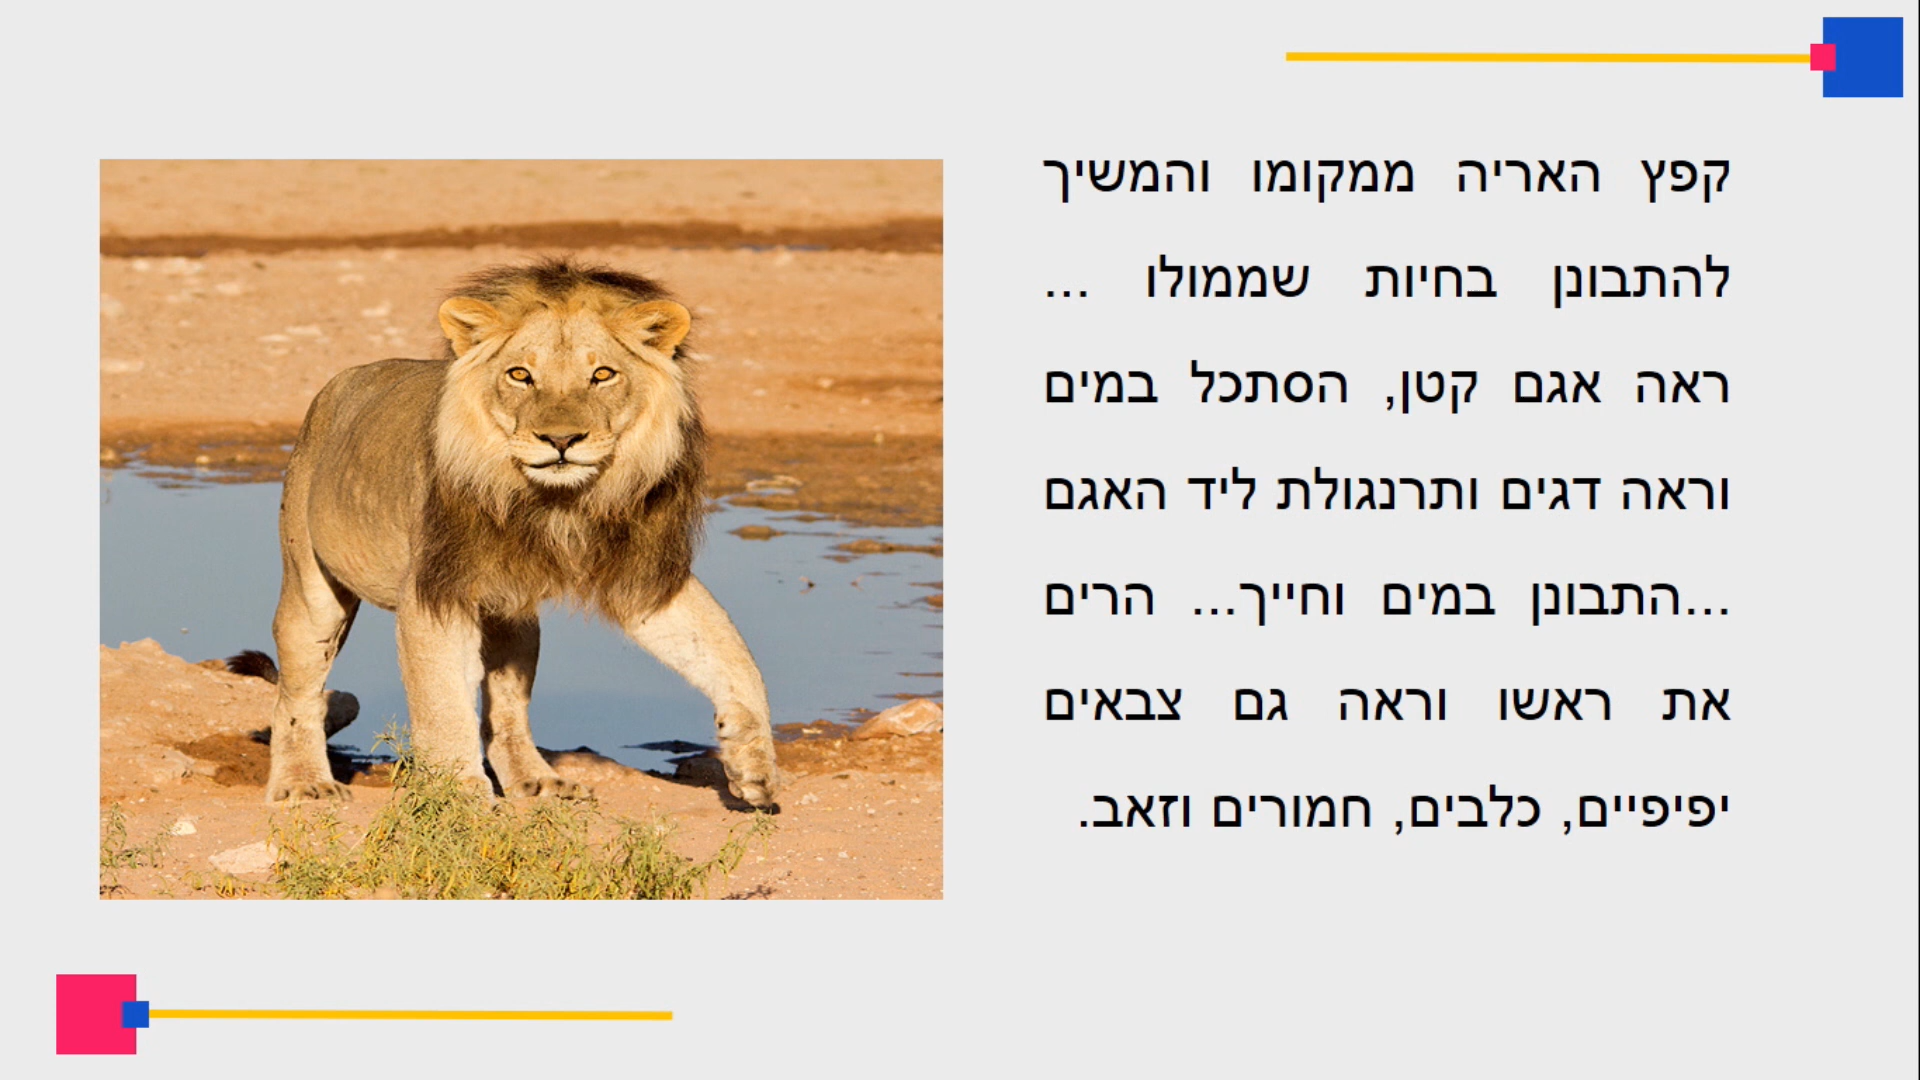 קפץ האריה ממקומו והמשיך
להתבונן בחיות שממולו ...
ראה אגם קטן, הסתכל במים
וראה דגים ותרנגולת ליד האגם
...התבונן במים וחייך... הרים
את ראשו וראה גם צבאים
יפיפיים, כלבים, חמורים וזאב.